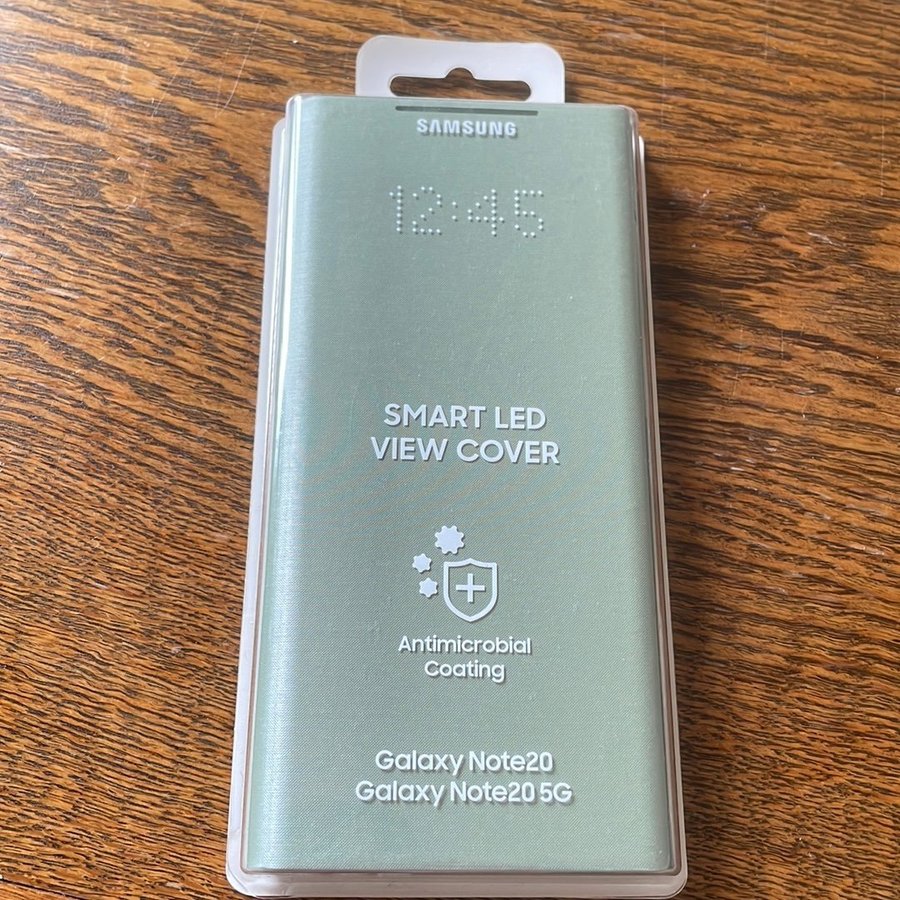 SAMSUNG
12:45
SMART LED
VIEW COVER
Antimicrobial
Coating
Galaxy Note20
Galaxy Note20 5G